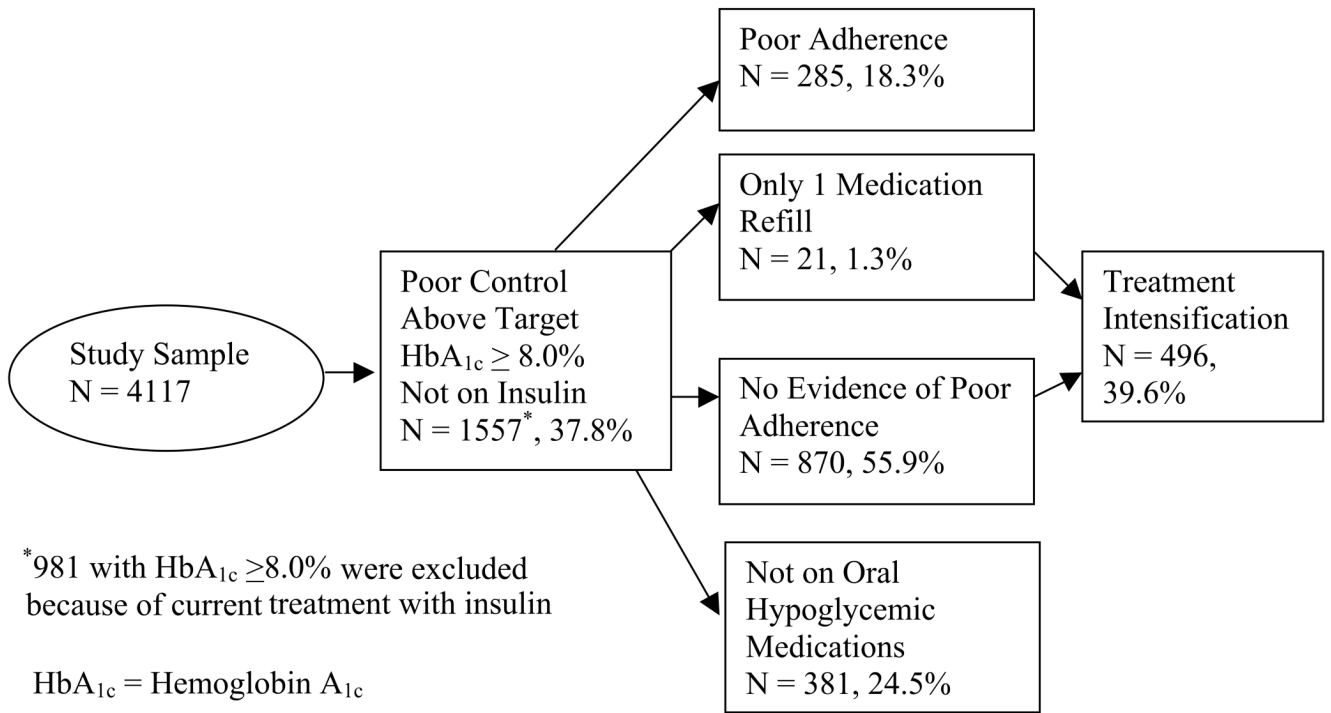 Study Sample
N = 4117
Poor Control
Above Target
HbA1c ≥ 8.0%
Not on Insulin
N = 1557*, 37.8%
Poor Adherence
N = 285, 18.3%
Only 1 Medication
Refill
N = 21, 1.3%
No Evidence of Poor
Adherence
N = 870, 55.9%
Not on Oral
Hypoglycemic
Medications
N = 381, 24.5%
Treatment
Intensification
N = 496,
39.6%
*981 with HbA1c ≥8.0% were excluded
because of current treatment with insulin
HbA1c = Hemoglobin A1c